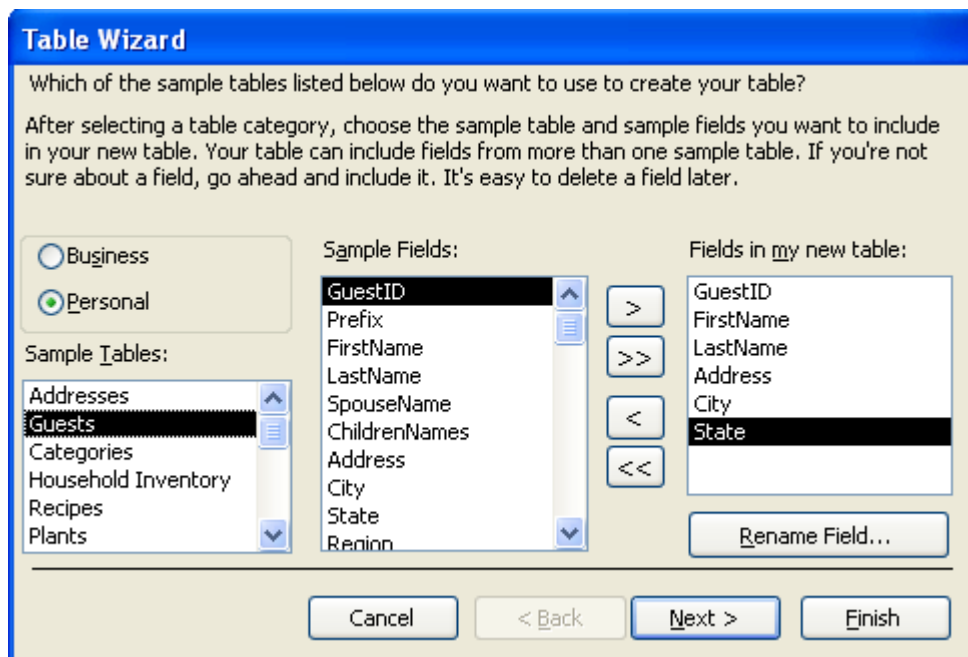 Table Wizard
Which of the sample tables listed below do you want to use to create your table?
After selecting a table category, choose the sample table and sample fields you want to include
in your new table. Your table can include fields from more than one sample table. If you're not
sure about a field, go ahead and include it. It's easy to delete a field later.
Business
Personal
Sample Tables:
Addresses
Guests
Categories
Household Inventory
Recipes
Plants
Sample Fields:
GuestID
Prefix
FirstName
LastName
SpouseName
ChildrenNames
Address
City
State
Region
>
>>
<
<<
Fields in my new table:
GuestID
FirstName
LastName
Address
City
State
Rename Field...
Cancel
< Back
Next >
Finish